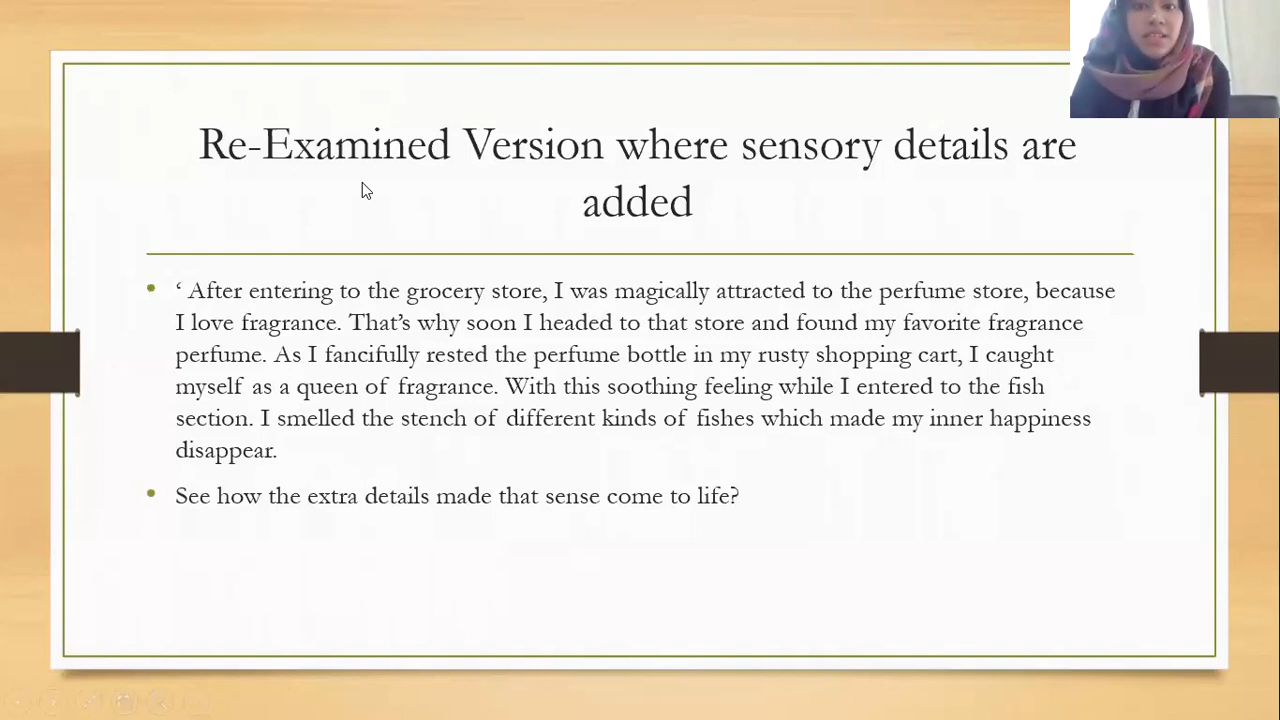 Re-Examined Version where sensory details are
added
• ‘ After entering to the grocery store, I was magically attracted to the perfume store, because
I love fragrance. That’s why soon I headed to that store and found my favorite fragrance
perfume. As I fancifully rested the perfume bottle in my rusty shopping cart, I caught
myself as a queen of fragrance. With this soothing feeling while I entered to the fish
section. I smelled the stench of different kinds of fishes which made my inner happiness
disappear.
• See how the extra details made that sense come to life?